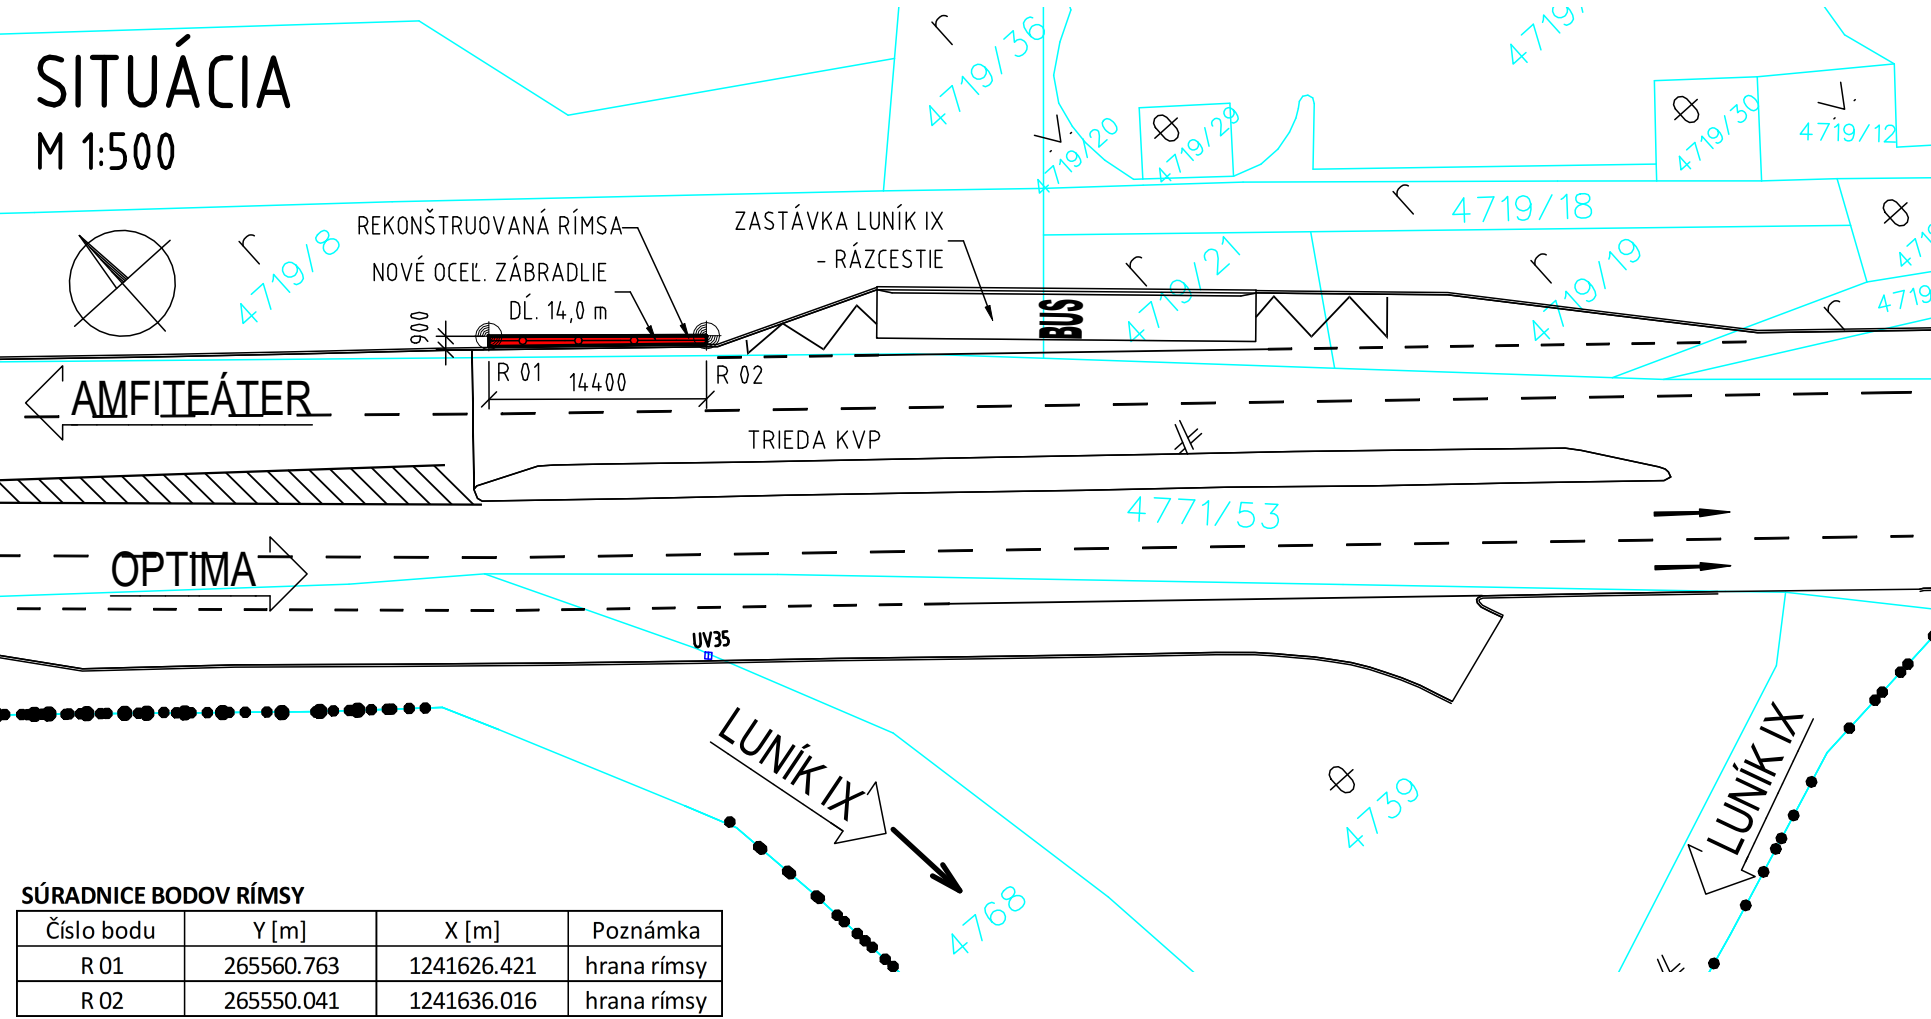 SITUÁCIA
M 1:500
4719/36
4719/20
4719/29
4719/30
4719/12
4719/18
4719/8
4719/21
4719/19
REKONŠTRUOVANÁ RÍMSA
NOVÉ OCEĽ. ZÁBRADLIE
DĹ. 14,0 m
ZASTÁVKA LUNÍK IX
- RÁZCESTIE
BUS
900
R 01
14400
R 02
AMFITEÁTER
TRIEDA KVP
4771/53
OPTIMA
UV35
LUNÍK IX
LUNÍK IX
4739
4768
SÚRADNICE BODOV RÍMSY
Číslo bodu Y [m] X [m] Poznámka
R 01 265560.763 1241626.421 hrana rímsy
R 02 265550.041 1241636.016 hrana rímsy